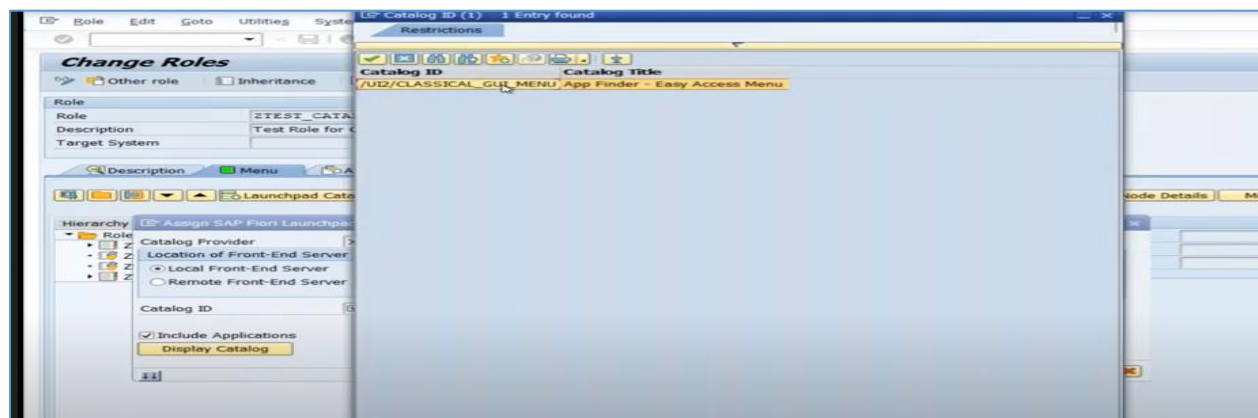 Role Edit Goto Utilities Syste
Catalog ID (1) 1 Entry found
Restrictions
Change Roles
Other role Inheritance
Catalog ID Catalog Title
/UI2/CLASSICAL_GUI_MENU App Finder - Easy Access Menu
Role
Role ZTEST_CATA
Description Test Role for
Target System
Description Menu A
Launchpad Cata
Node Details M
Hierarchy
Assign SAP Fiori Launchpad
Role
Z
Z
Z
Z
Catalog Provider
Location of Front-End Server
Local Front-End Server
Remote Front-End Server
Catalog ID
Include Applications
Display Catalog